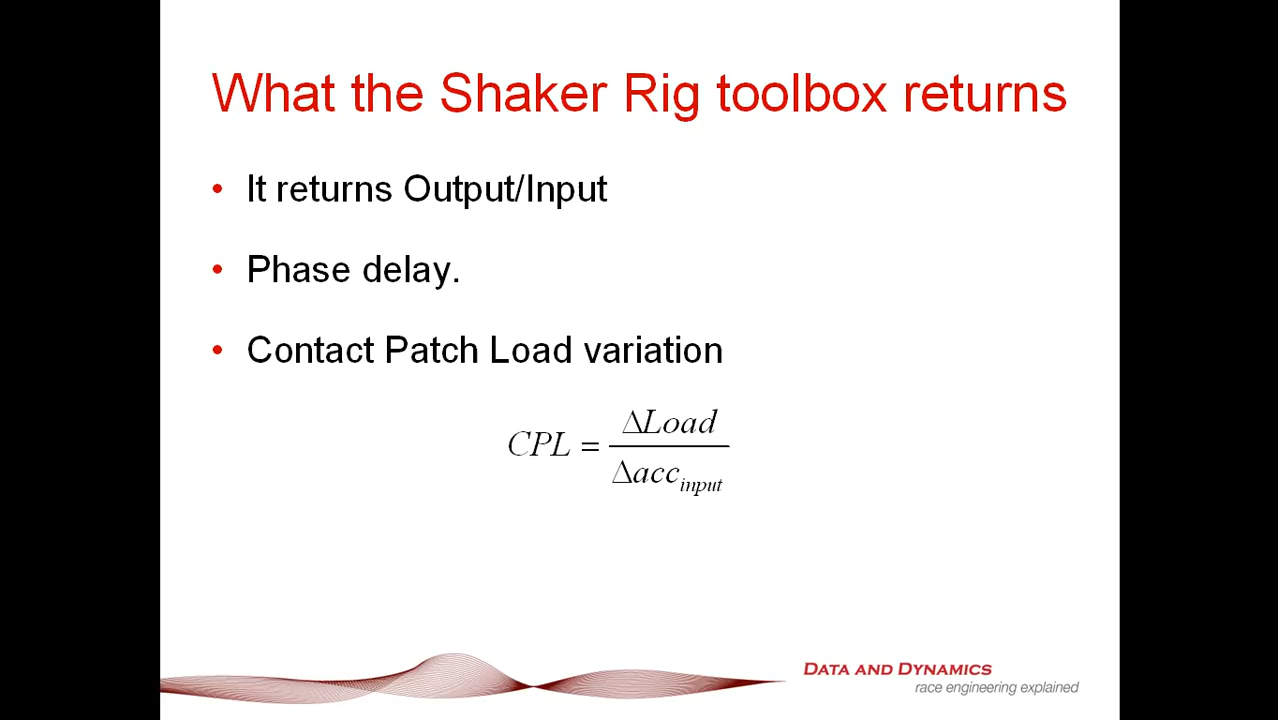 What the Shaker Rig toolbox returns
• It returns Output/Input
• Phase delay.
• Contact Patch Load variation
CPL = ΔLoad / Δacc_input
DATA AND DYNAMICS
race engineering explained